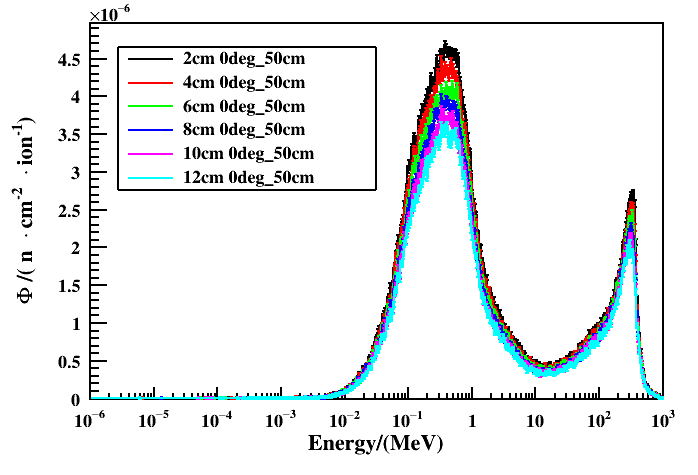 ×10⁻⁶
2cm 0deg_50cm
4cm 0deg_50cm
6cm 0deg_50cm
8cm 0deg_50cm
10cm 0deg_50cm
12cm 0deg_50cm
4.5
4
3.5
3
2.5
2
1.5
1
0.5
0
Φ /( n · cm⁻² · ion⁻¹)
10⁻⁶ 10⁻⁵ 10⁻⁴ 10⁻³ 10⁻² 10⁻¹ 1 10 10² 10³
Energy/(MeV)